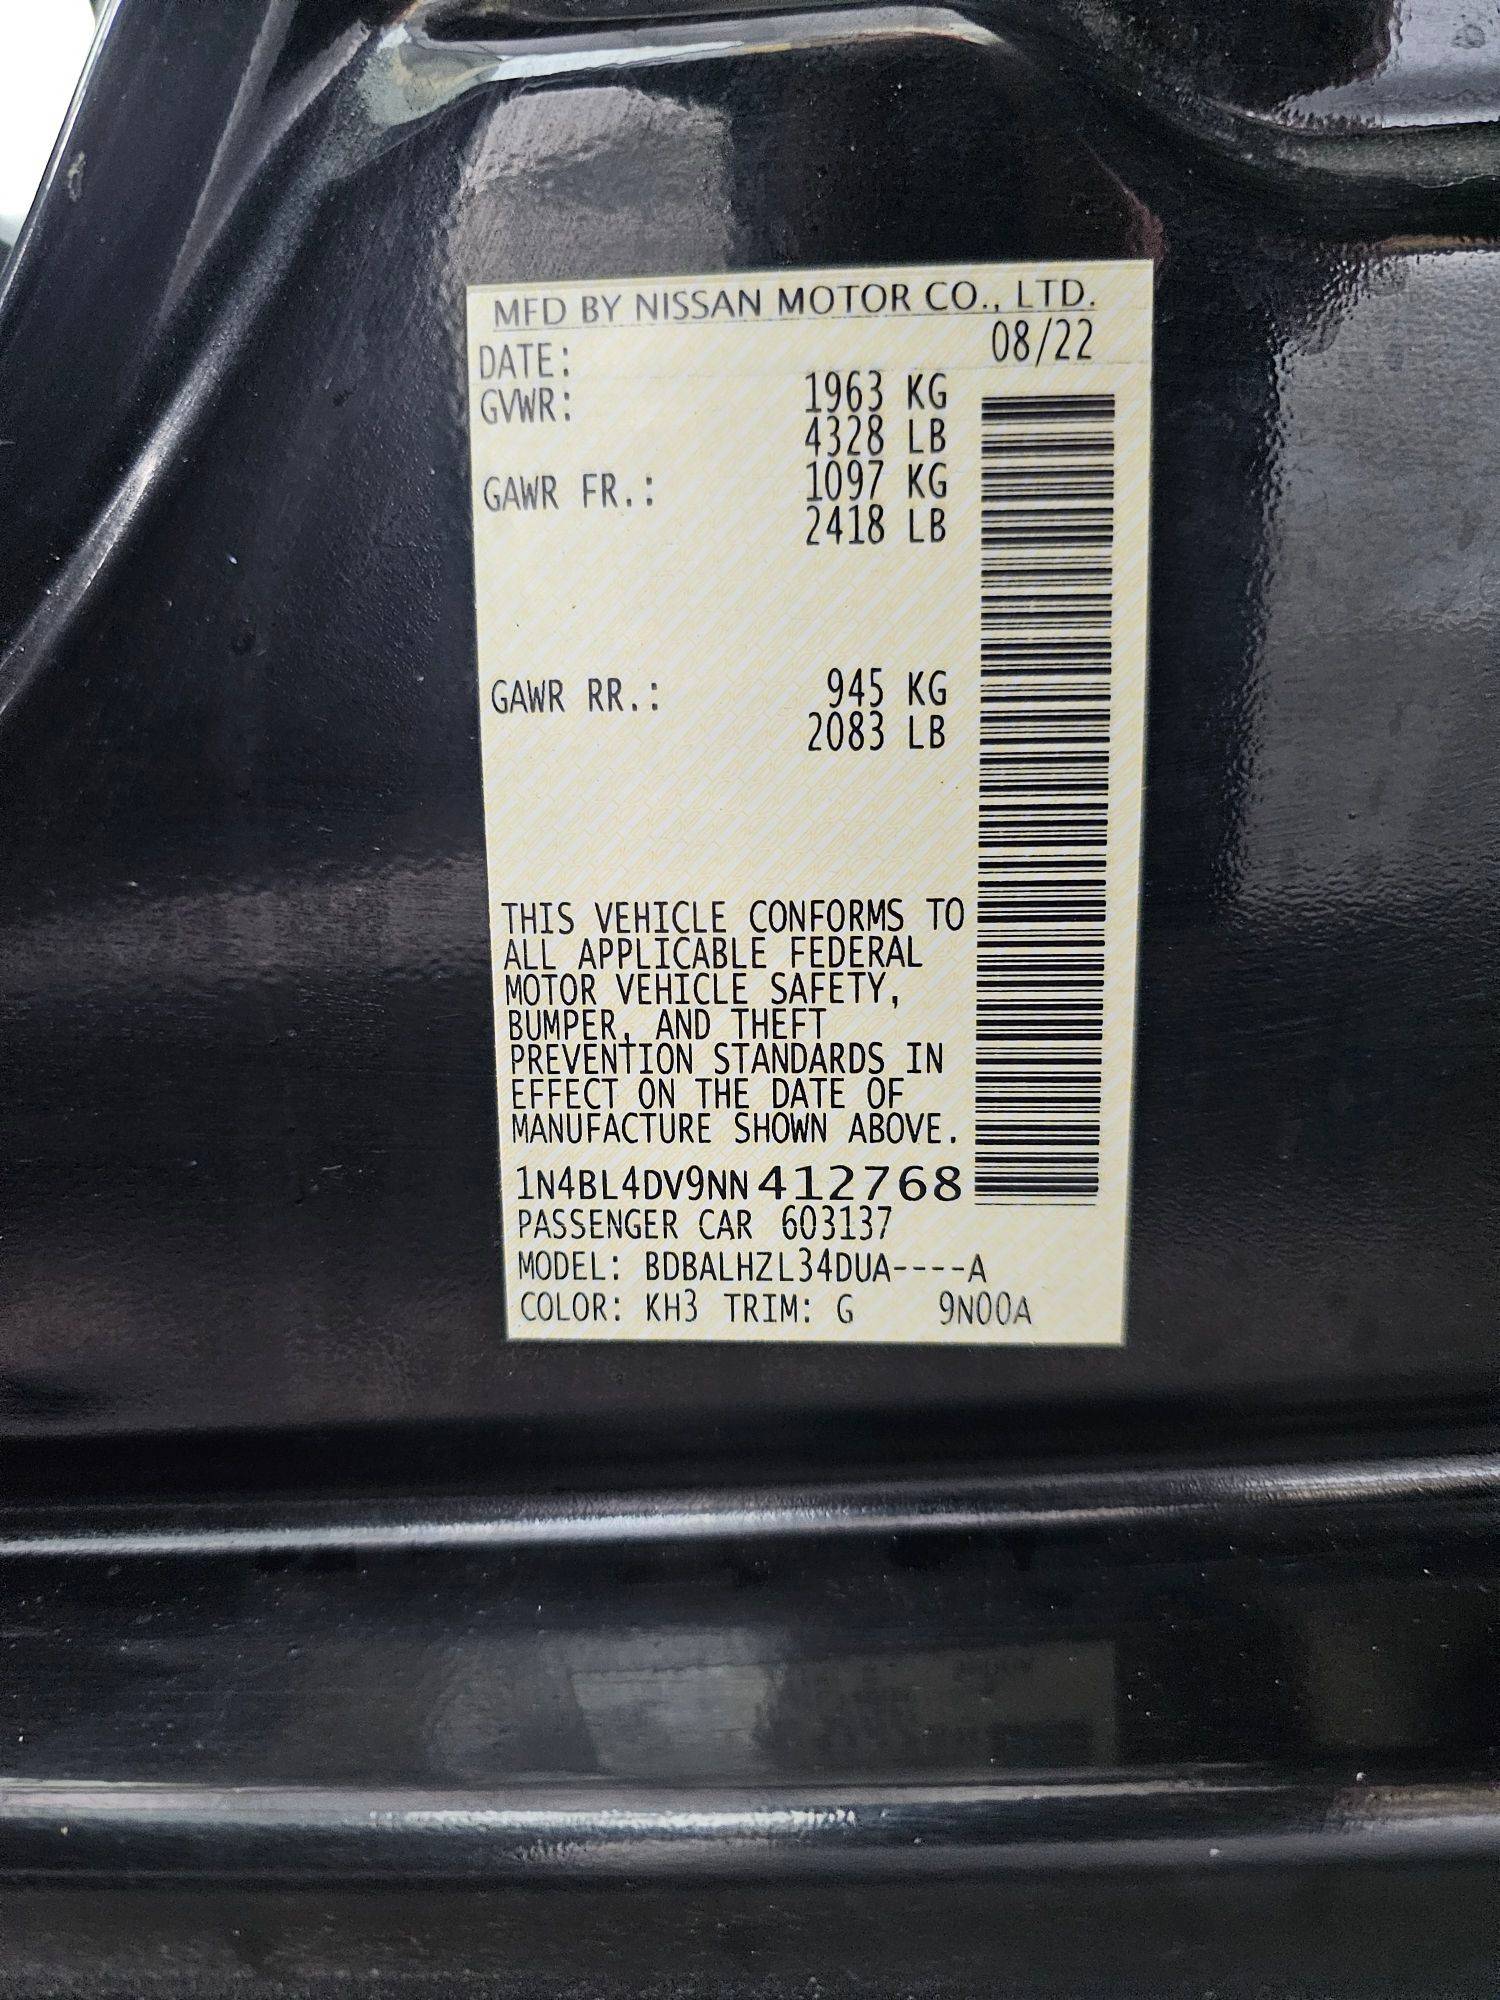 MFD BY NISSAN MOTOR CO., LTD.
DATE: 08/22
GVWR: 1963 KG
4328 LB
GAWR FR.: 1097 KG
2418 LB
GAWR RR.: 945 KG
2083 LB
THIS VEHICLE CONFORMS TO
ALL APPLICABLE FEDERAL
MOTOR VEHICLE SAFETY,
BUMPER, AND THEFT
PREVENTION STANDARDS IN
EFFECT ON THE DATE OF
MANUFACTURE SHOWN ABOVE.
1N4BL4DV9NN412768
PASSENGER CAR 603137
MODEL: BDBALHZL34DUA----A
COLOR: KH3 TRIM: G 9N00A